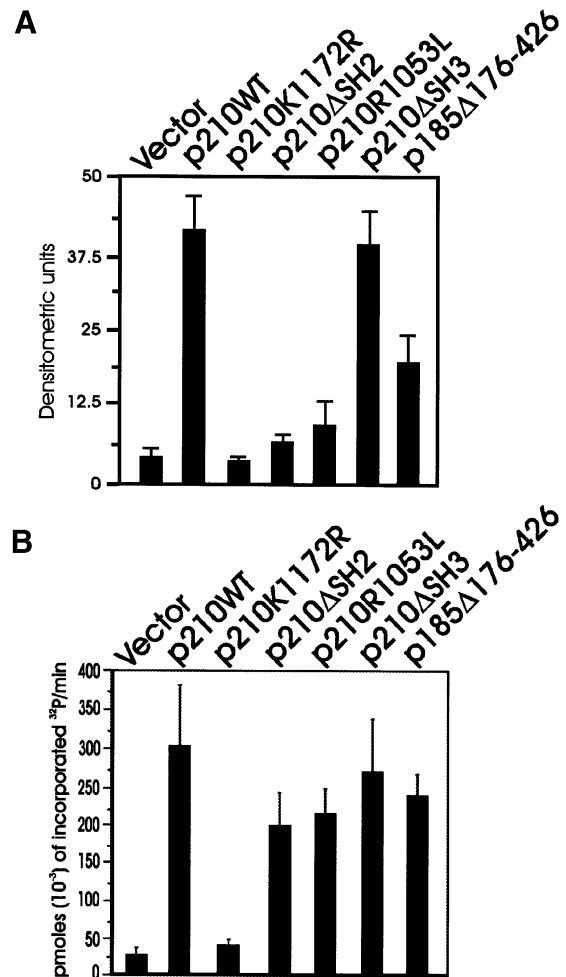 A
Vector
p210WT
p210K1172R
p210ΔSH2
p210R1053L
p210ΔSH3
p185Δ176-426
Densitometric units
50
37.5
25
12.5
0
B
Vector
p210WT
p210K1172R
p210ΔSH2
p210R1053L
p210ΔSH3
p185Δ176-426
pmoles (10⁻³) of incorporated ³²P/min
400
350
300
250
200
150
100
50
0